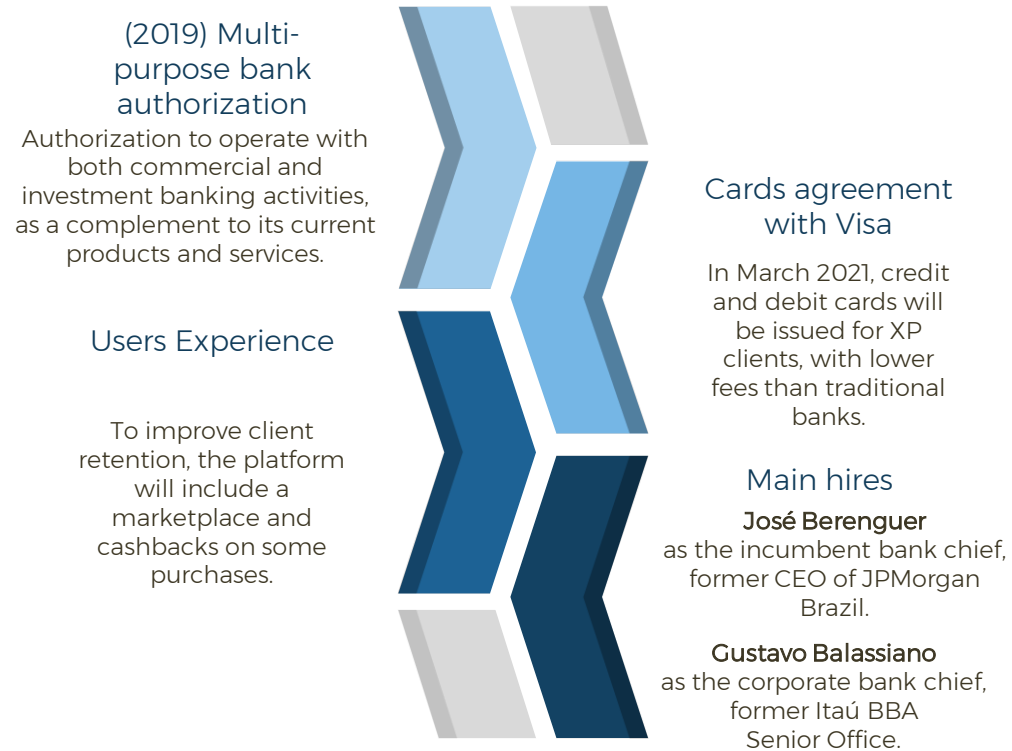 (2019) Multi-
purpose bank
authorization
Authorization to operate with
both commercial and
investment banking activities,
as a complement to its current
products and services.
Cards agreement
with Visa
In March 2021, credit
and debit cards will
be issued for XP
clients, with lower
fees than traditional
banks.
Users Experience
To improve client
retention, the platform
will include a
marketplace and
cashbacks on some
purchases.
Main hires
José Berenguer
as the incumbent bank chief,
former CEO of JPMorgan
Brazil.
Gustavo Balassiano
as the corporate bank chief,
former Itaú BBA
Senior Office.